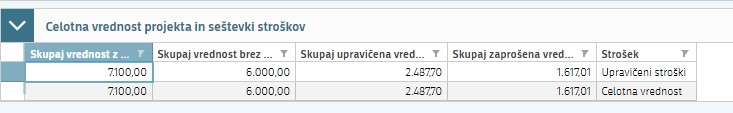 Celotna vrednost projekta in seštevki stroškov
Skupaj vrednost z ... Skupaj vrednost brez ... Skupaj upravičena vred... Skupaj zaprošena vred... Strošek
7.100,00 6.000,00 2.487,70 1.617,01 Upravičeni stroški
7.100,00 6.000,00 2.487,70 1.617,01 Celotna vrednost